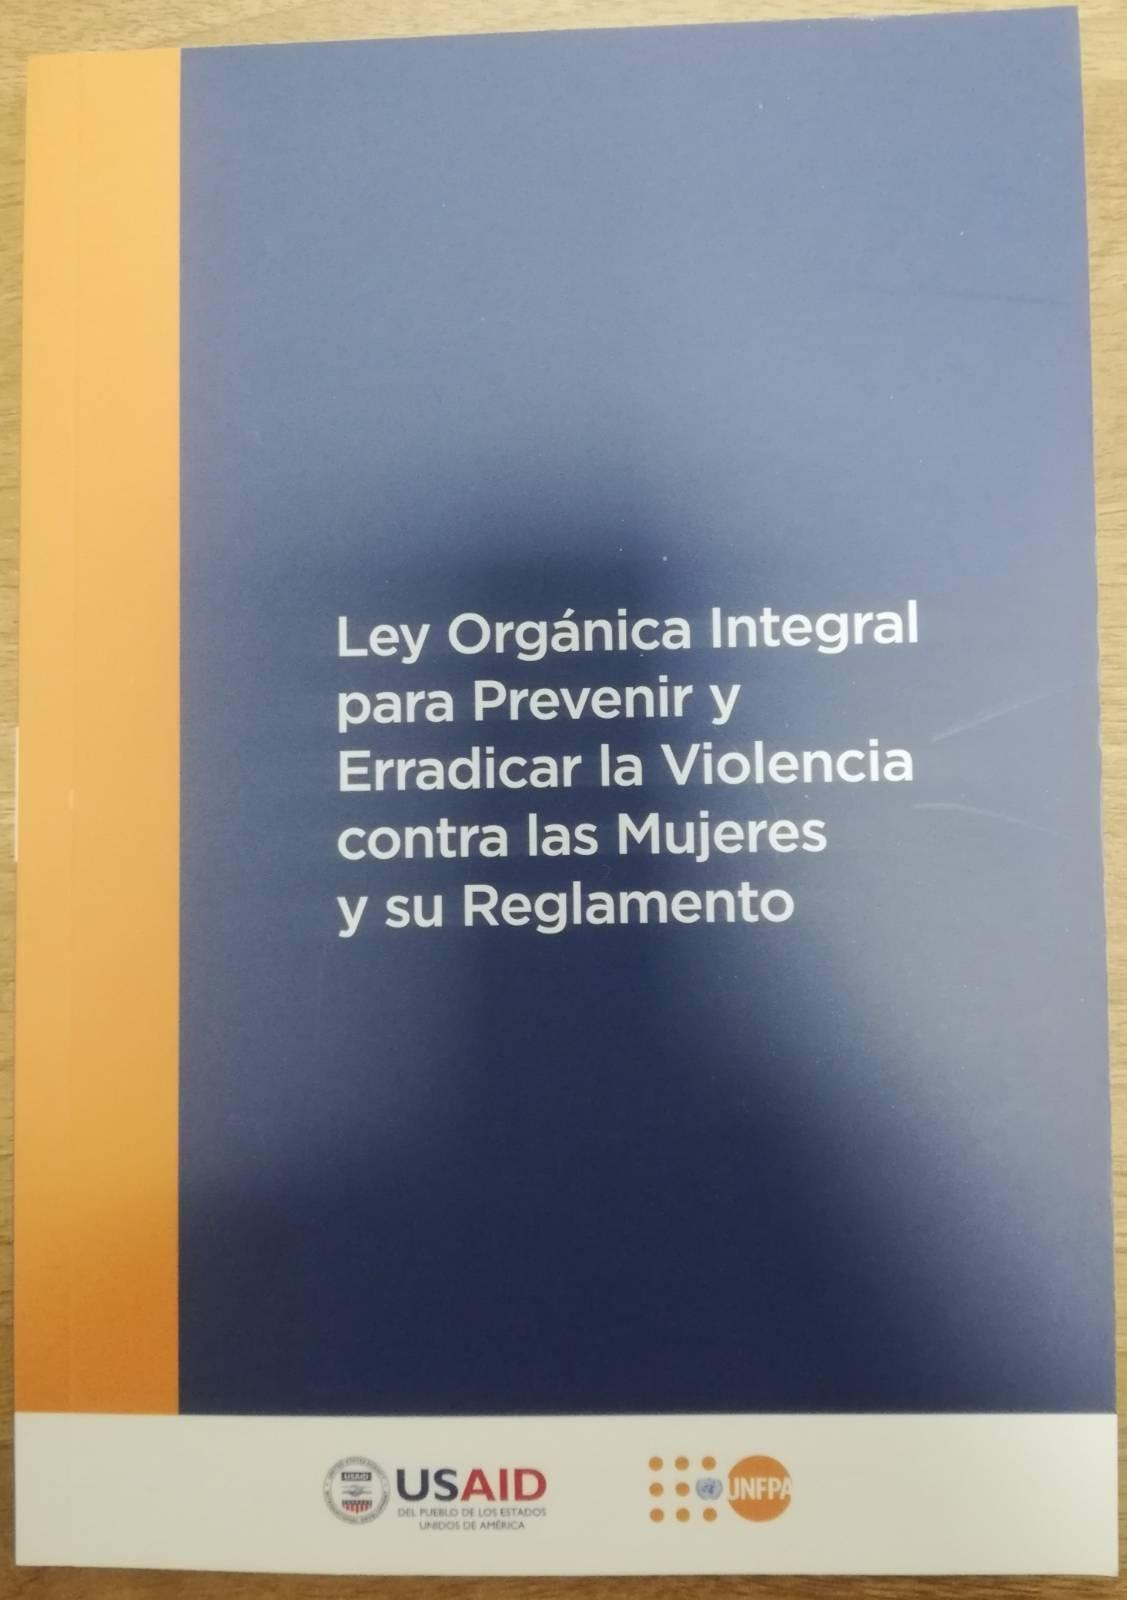 Ley Orgánica Integral
para Prevenir y
Erradicar la Violencia
contra las Mujeres
y su Reglamento
USAID
USAID
DEL PUEBLO DE LOS ESTADOS
UNIDOS DE AMÉRICA
UNFPA